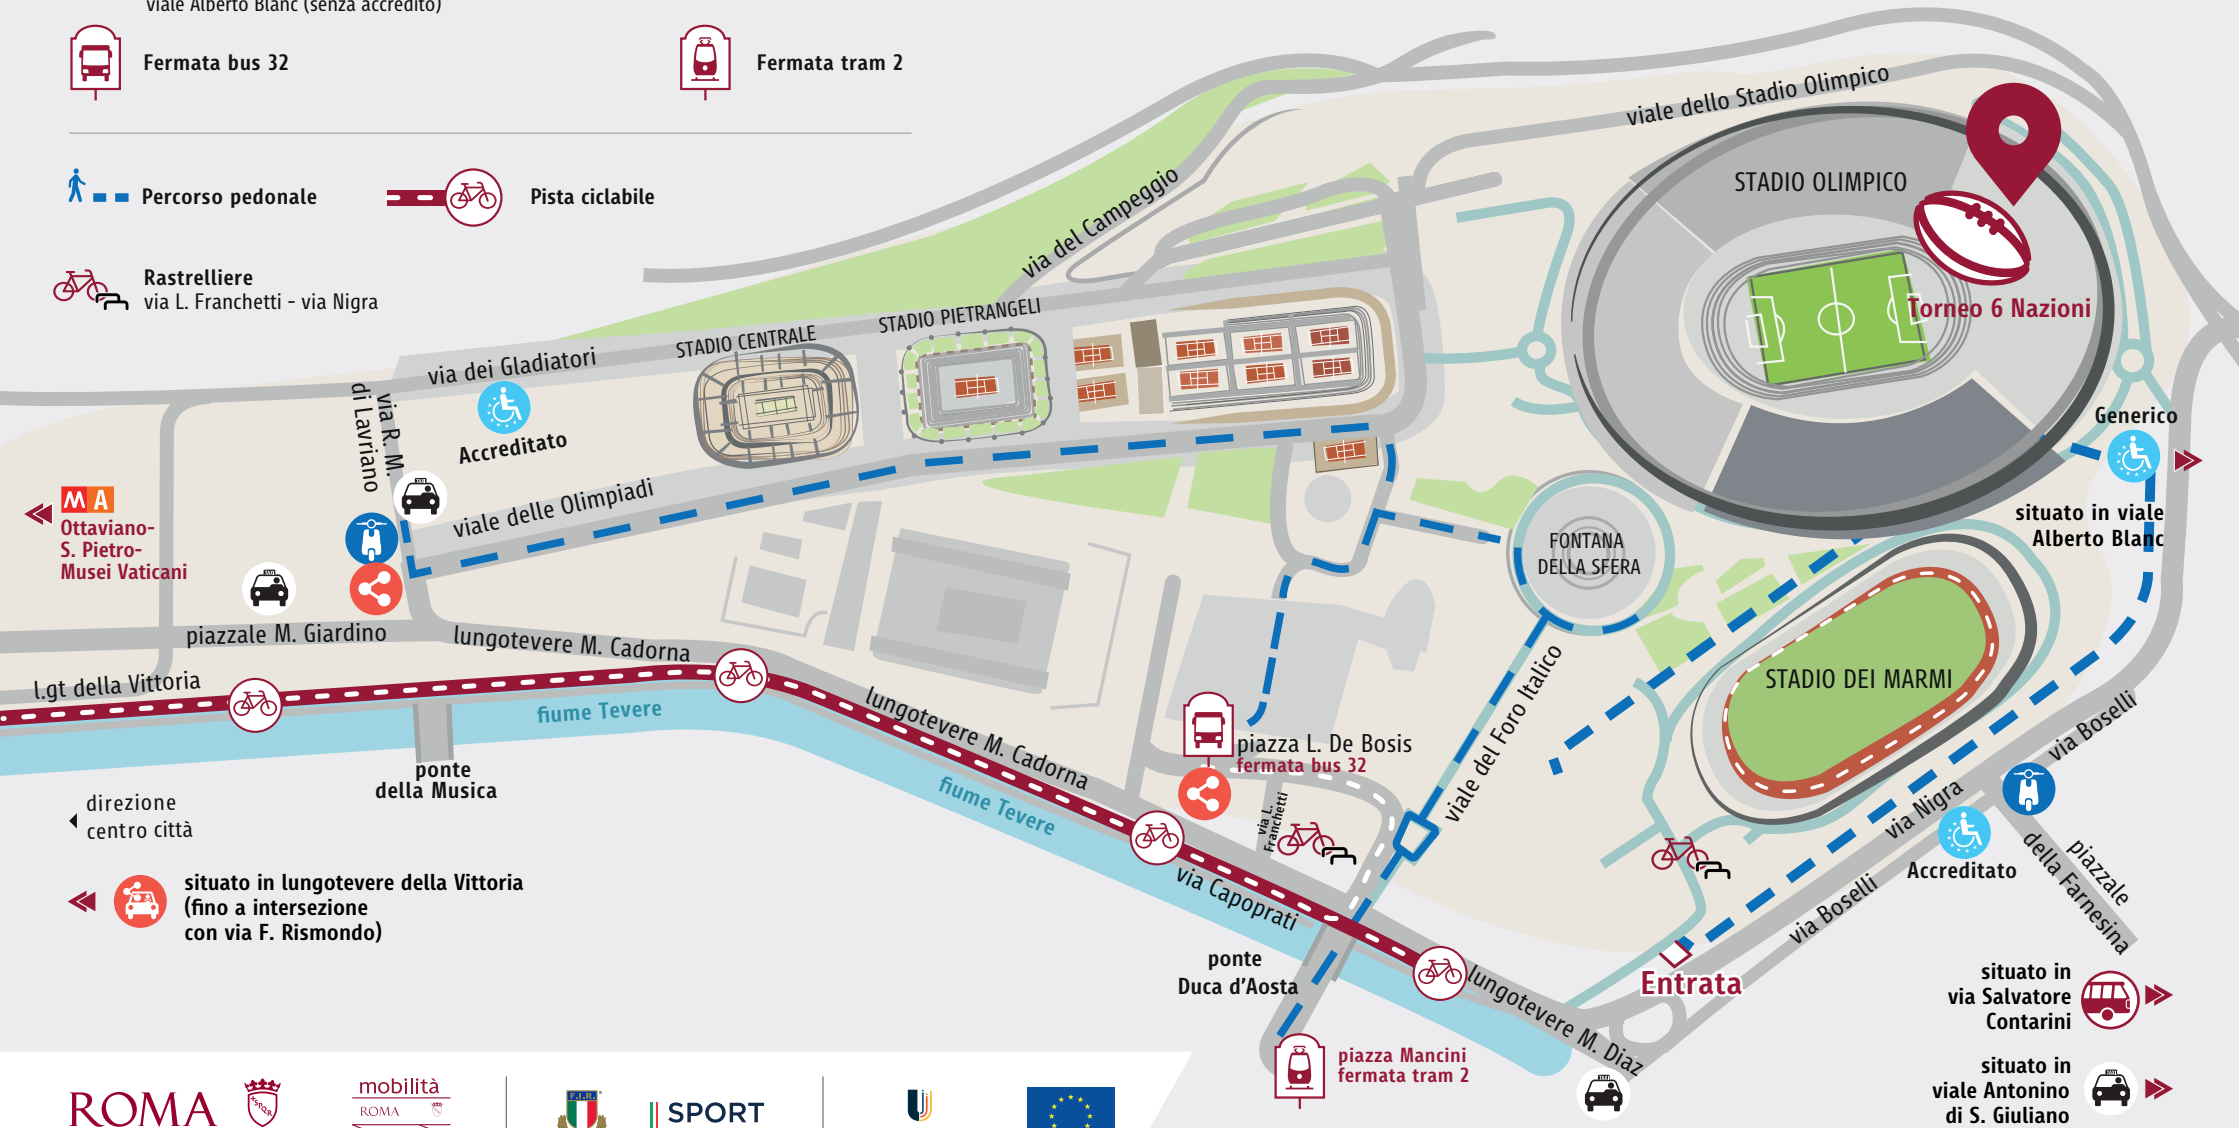 viale Alberto Blanc (senza accredito)
Fermata bus 32
Fermata tram 2
Percorso pedonale
Pista ciclabile
Rastrelliere
via L. Franchetti - via Nigra
viale dello Stadio Olimpico
STADIO OLIMPICO
Torneo 6 Nazioni
via del Campeggio
STADIO PIETRANGELI
STADIO CENTRALE
via dei Gladiatori
via R. M.
di Lavriano
Accreditato
viale delle Olimpiadi
M A
Ottaviano-
S. Pietro-
Musei Vaticani
Generico
situato in viale
Alberto Blanc
FONTANA
DELLA SFERA
TAXI
TAXI
piazzale M. Giardino
lungotevere M. Cadorna
l.gt della Vittoria
fiume Tevere
STADIO DEI MARMI
ponte
della Musica
lungotevere M. Cadorna
fiume Tevere
piazza L. De Bosis
fermata bus 32
via L.
Franchetti
viale del Foro Italico
via Boselli
via Nigra
Accreditato
piazzale
della Farnesina
via Boselli
direzione
centro città
situato in lungotevere della Vittoria
(fino a intersezione
con via F. Rismondo)
via Capoprati
ponte
Duca d'Aosta
Entrata
lungotevere M. Diaz
situato in
via Salvatore
Contarini
piazza Mancini
fermata tram 2
TAXI
situato in
viale Antonino
di S. Giuliano
TAXI
ROMA
SPQR
mobilità
ROMA
F.I.R.
SPORT